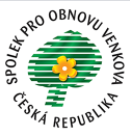 SPOLEK PRO OBNOVU VENKOVA
ČESKÁ REPUBLIKA